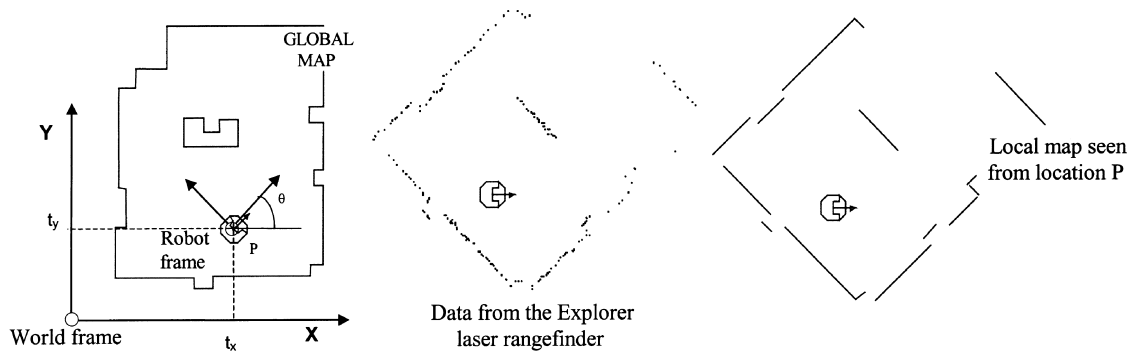 GLOBAL
MAP
Y
θ
t_y
Robot
frame
P
World frame
X
t_x
Data from the Explorer
laser rangefinder
Local map seen
from location P